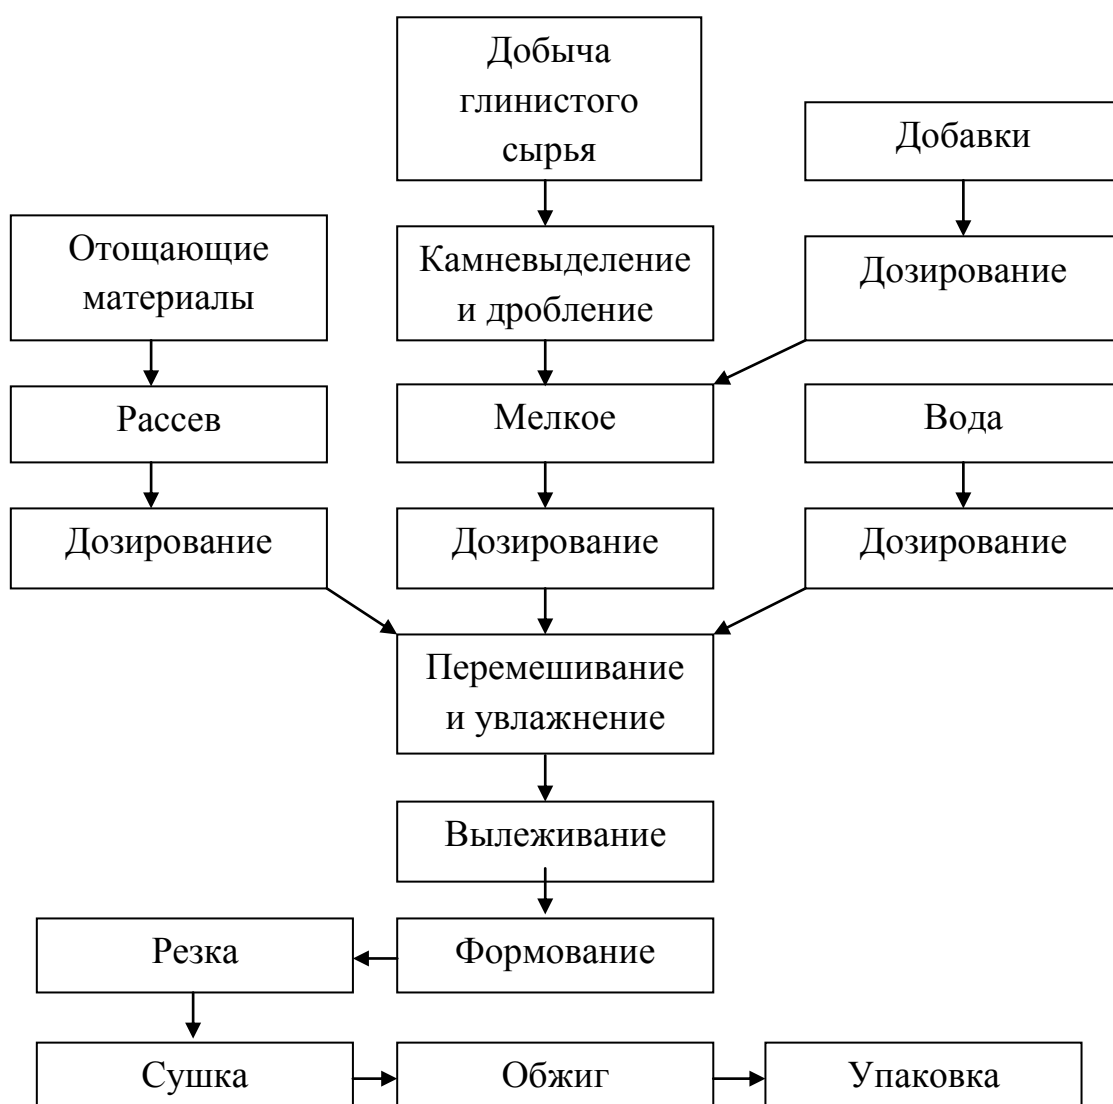 Добыча
глинистого
сырья
Добавки
Отощающие
материалы
Камневыделение
и дробление
Дозирование
Рассев
Мелкое
Вода
Дозирование
Дозирование
Дозирование
Перемешивание
и увлажнение
Вылеживание
Резка
Формование
Сушка
Обжиг
Упаковка